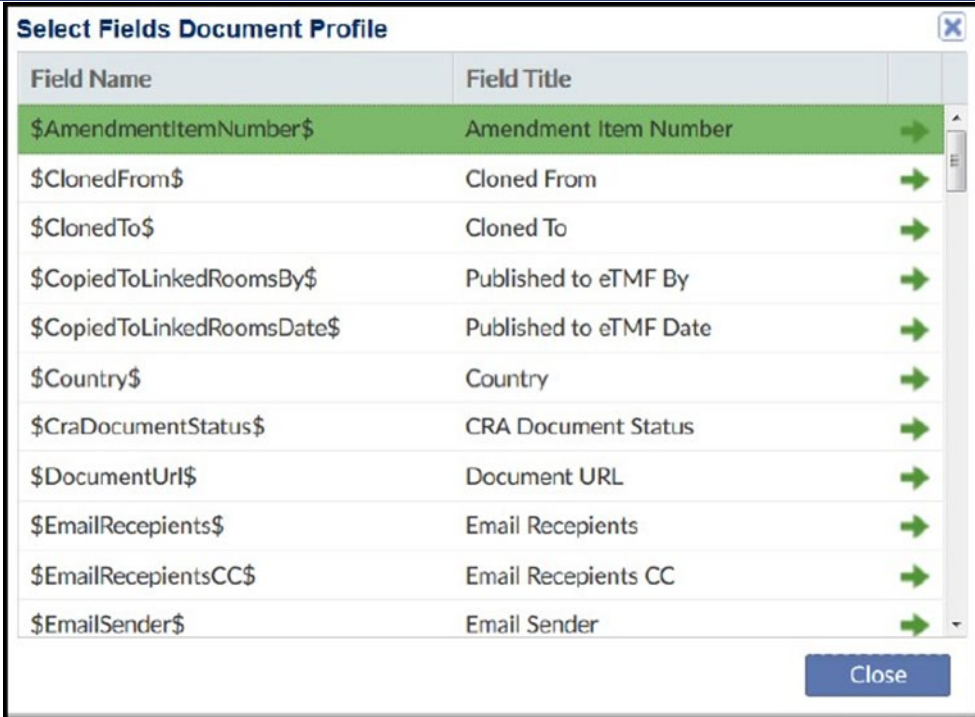 Select Fields Document Profile
Field Name Field Title
$AmendmentItemNumber$ Amendment Item Number
$ClonedFrom$ Cloned From
$ClonedTo$ Cloned To
$CopiedToLinkedRoomsBy$ Published to eTMF By
$CopiedToLinkedRoomsDate$ Published to eTMF Date
$Country$ Country
$CraDocumentStatus$ CRA Document Status
$DocumentUrl$ Document URL
$EmailRecepients$ Email Recepients
$EmailRecepientsCC$ Email Recepients CC
$EmailSender$ Email Sender
Close